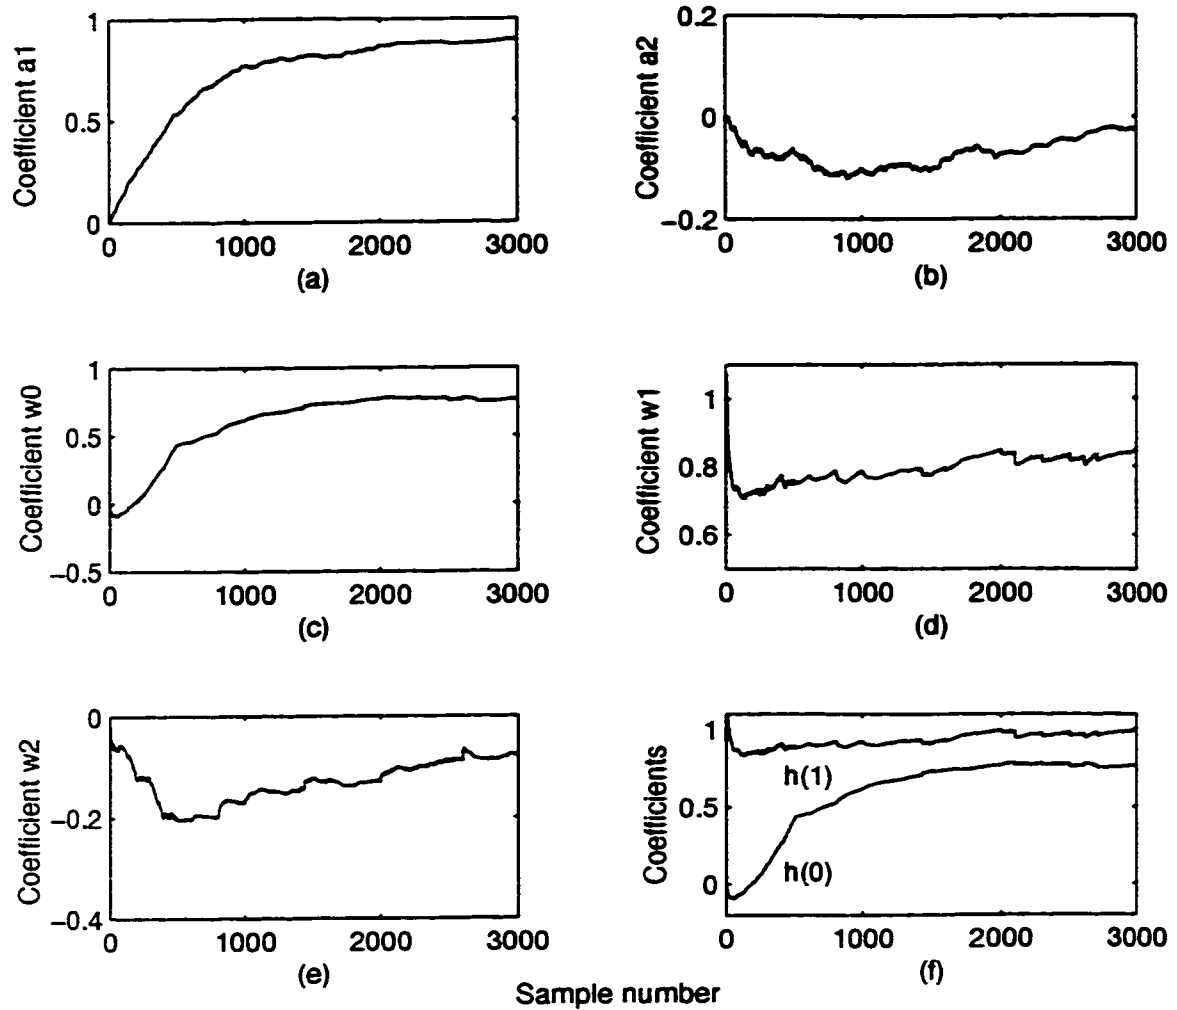 Coefficient a1
1
0.5
0
0 1000 2000 3000
(a)
Coefficient a2
0.2
0
−0.2
0 1000 2000 3000
(b)
Coefficient w0
1
0.5
0
−0.5
0 1000 2000 3000
(c)
Coefficient w1
1
0.8
0.6
0 1000 2000 3000
(d)
Coefficient w2
0
−0.2
−0.4
0 1000 2000 3000
(e)
Coefficients
1
0.5
0
h(1)
h(0)
0 1000 2000 3000
(f)
Sample number